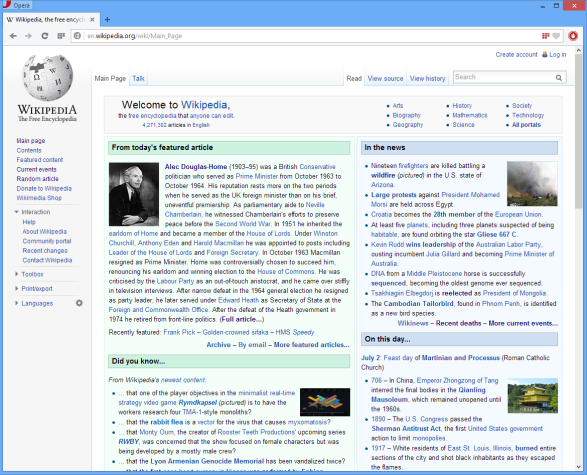 Opera
Wikipedia, the free encycl
en.wikipedia.org/wiki/Main_Page
Create account Log in
Main Page Talk Read View source View history Search
WIKIPEDIA
The Free Encyclopedia
Main page
Contents
Featured content
Current events
Random article
Donate to Wikipedia
Wikimedia Shop
Interaction
Help
About Wikipedia
Community portal
Recent changes
Contact Wikipedia
Toolbox
Print/export
Languages
Welcome to Wikipedia,
the free encyclopedia that anyone can edit.
4,271,302 articles in English
Arts
Biography
Geography
History
Mathematics
Science
Society
Technology
All portals
From today's featured article
Alec Douglas-Home (1903–95) was a British Conservative
politician who served as Prime Minister from October 1963 to
October 1964. His reputation rests more on the two periods
when he served as the UK foreign minister than on his brief,
uneventful premiership. As parliamentary aide to Neville
Chamberlain, he witnessed Chamberlain's efforts to preserve
peace before the Second World War. In 1951 he inherited the
earldom of Home and became a member of the House of Lords. Under Winston
Churchill, Anthony Eden and Harold Macmillan he was appointed to posts including
Leader of the House of Lords and Foreign Secretary. In October 1963 Macmillan
resigned as Prime Minister. Home was controversially chosen to succeed him,
renouncing his earldom and winning election to the House of Commons. He was
criticised by the Labour Party as an out-of-touch aristocrat, and he came over stiffly
in television interviews. After narrow defeat in the 1964 general election he resigned
as party leader; he later served under Edward Heath as Secretary of State at the
Foreign and Commonwealth Office. After the defeat of the Heath government in
1974 he retired from front-line politics. (Full article...)
Recently featured: Frank Pick – Golden-crowned sifaka – HMS Speedy
Archive – By email – More featured articles...
Did you know...
From Wikipedia's newest content:
... that one of the player objectives in the minimalist real-time
strategy video game Rymdkapsel (pictured) is to have the
workers research four TMA-1-style monoliths?
... that the rabbit flea is a vector for the virus that causes myxomatosis?
... that Monty Oum, the creator of Rooster Teeth Productions' upcoming series
RWBY, was concerned that the show focused on female characters but was
being developed by a mostly male crew?
... that the Lyon Armenian Genocide Memorial has been vandalized twice?
In the news
Nineteen firefighters are killed battling a
wildfire (pictured) in the U.S. state of
Arizona.
Large protests against President Mohamed
Morsi are held across Egypt.
Croatia becomes the 28th member of the European Union.
At least five planets, including three planets suspected of being
habitable, are found orbiting the star Gliese 667 C.
Kevin Rudd wins leadership of the Australian Labor Party,
ousting incumbent Julia Gillard and becoming Prime Minister of
Australia.
DNA from a Middle Pleistocene horse is successfully
sequenced, becoming the oldest genome ever sequenced.
Tsakhiagiin Elbegdorj is reelected as President of Mongolia.
The Cambodian Tailorbird, found in Phnom Penh, is identified
as a new bird species.
Wikinews – Recent deaths – More current events...
On this day...
July 2: Feast day of Martinian and Processus (Roman Catholic
Church)
706 – In China, Emperor Zhongzong of Tang
interred the final bodies in the Qianling
Mausoleum, which remained unopened until
the 1960s.
1890 – The U.S. Congress passed the
Sherman Antitrust Act, the first United States government
action to limit monopolies.
1917 – White residents of East St. Louis, Illinois, burned entire
sections of the city and shot black inhabitants as they escaped
the flames.